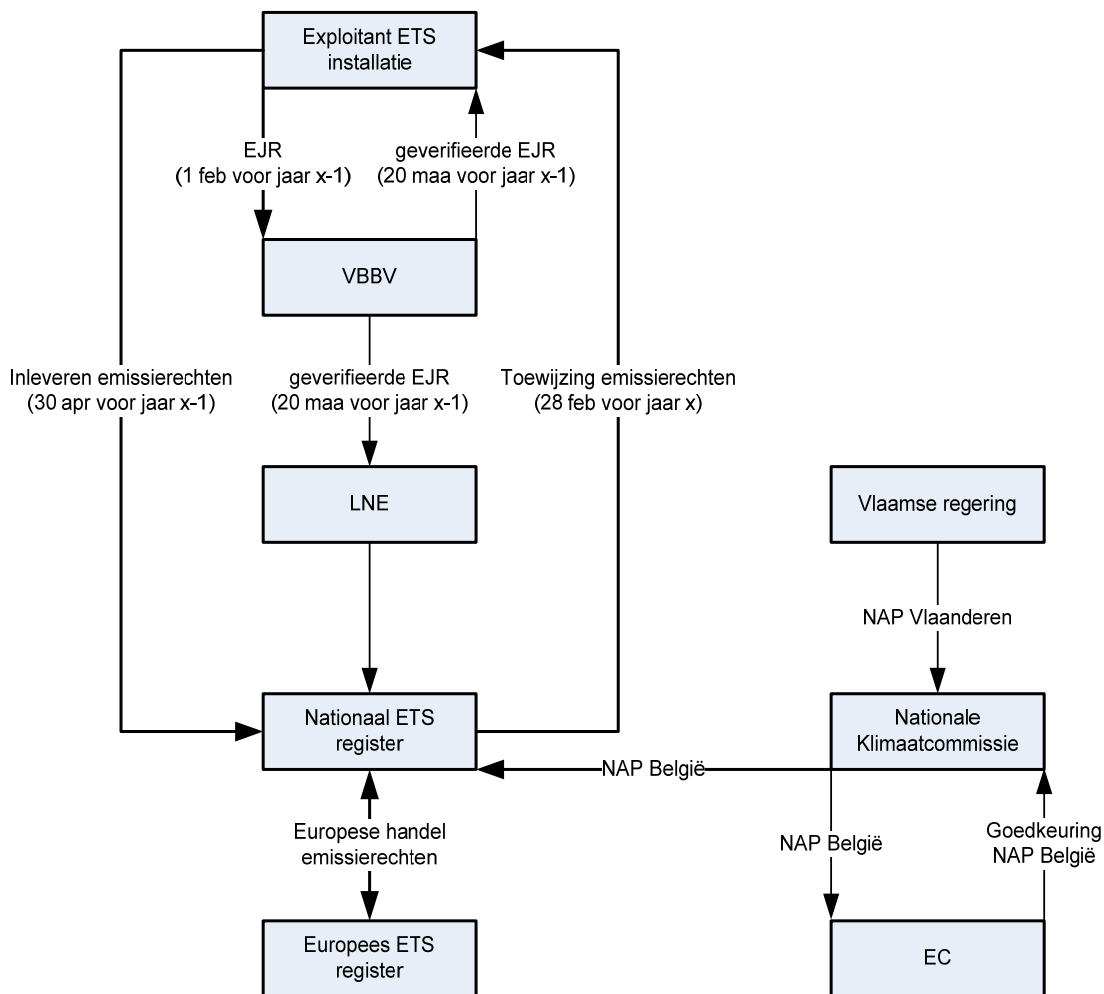 Exploitant ETS
installatie
EJR
(1 feb voor jaar x-1)
geverifieerde EJR
(20 maa voor jaar x-1)
VBBV
Inleveren emissierechten
(30 apr voor jaar x-1)
geverifieerde EJR
(20 maa voor jaar x-1)
Toewijzing emissierechten
(28 feb voor jaar x)
LNE
Vlaamse regering
NAP Vlaanderen
Nationaal ETS
register
Nationale
Klimaatcommissie
NAP België
Europese handel
emissierechten
NAP België
Goedkeuring
NAP België
Europees ETS
register
EC